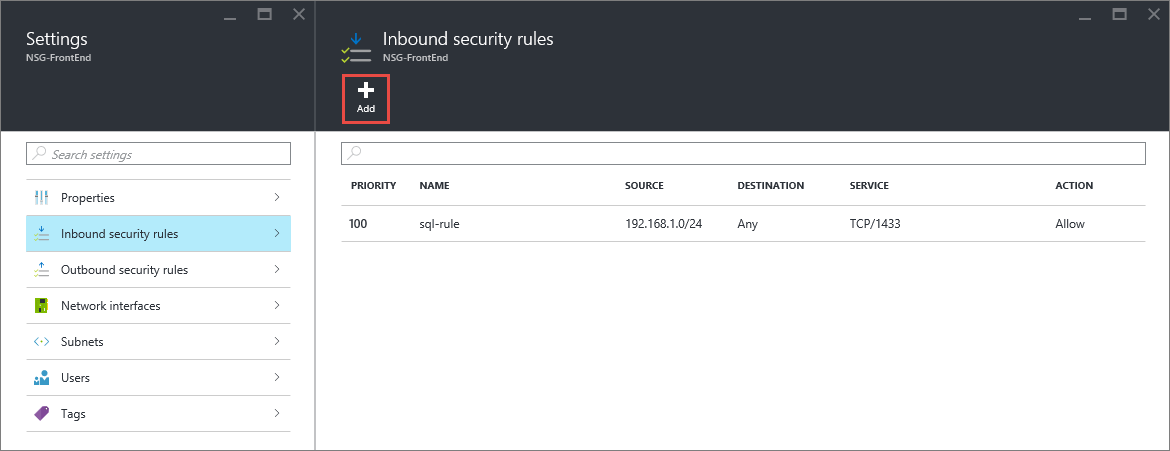 Settings
NSG-FrontEnd
Search settings
Properties
Inbound security rules
Outbound security rules
Network interfaces
Subnets
Users
Tags
Inbound security rules
NSG-FrontEnd
Add
PRIORITY NAME SOURCE DESTINATION SERVICE ACTION
100 sql-rule 192.168.1.0/24 Any TCP/1433 Allow